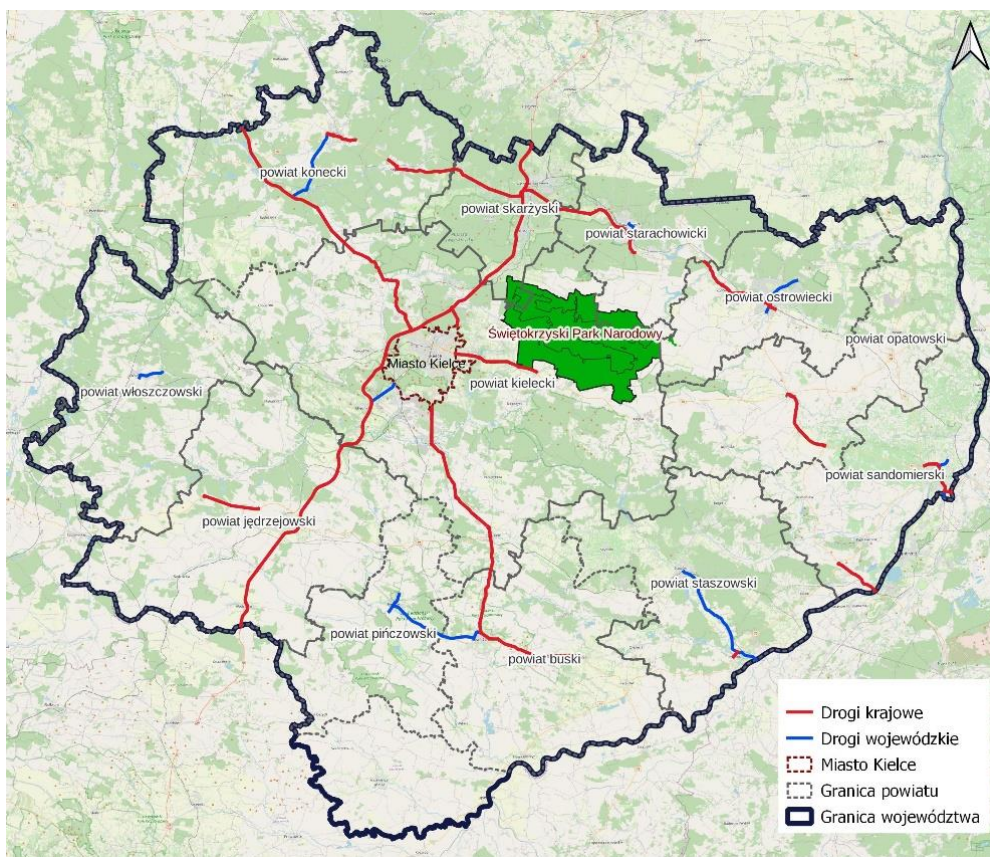 powiat konecki
powiat skarżyski
powiat starachowicki
powiat ostrowiecki
Świętokrzyski Park Narodowy
powiat opatowski
Miasto Kielce
powiat kielecki
powiat włoszczowski
powiat sandomierski
powiat jędrzejowski
powiat staszowski
powiat pińczowski
powiat buski
Drogi krajowe
Drogi wojewódzkie
Miasto Kielce
Granica powiatu
Granica województwa